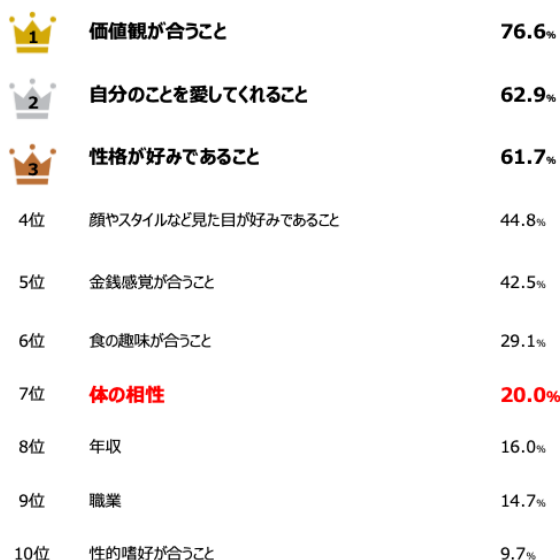 1 価値観が合うこと 76.6%
2 自分のことを愛してくれること 62.9%
3 性格が好みであること 61.7%
4位 顔やスタイルなど見た目が好みであること 44.8%
5位 金銭感覚が合うこと 42.5%
6位 食の趣味が合うこと 29.1%
7位 体の相性 20.0%
8位 年収 16.0%
9位 職業 14.7%
10位 性的嗜好が合うこと 9.7%